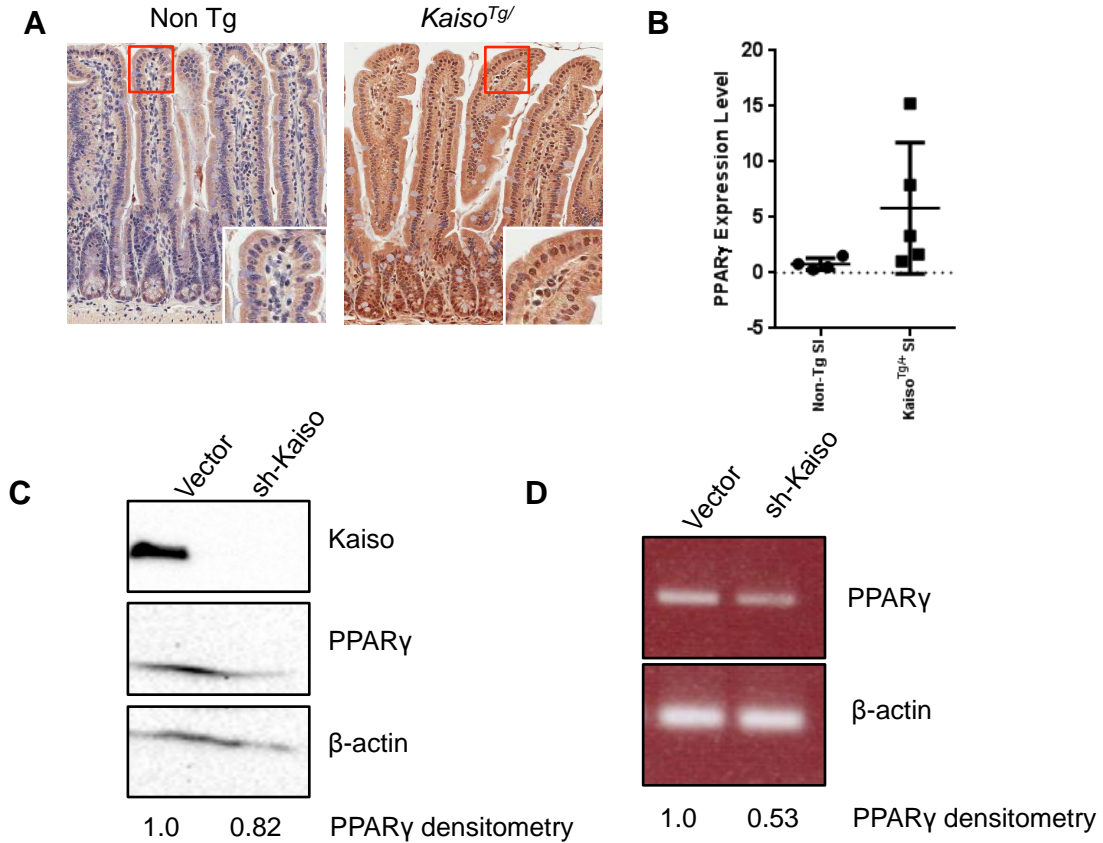 A
Non Tg
Kaiso^Tg/
B
PPARγ Expression Level
20
15
10
5
0
-5
Non-Tg SI
Kaiso^Tg/+ SI
C
Vector
sh-Kaiso
Kaiso
PPARγ
β-actin
1.0 0.82 PPARγ densitometry
D
Vector
sh-Kaiso
PPARγ
β-actin
1.0 0.53 PPARγ densitometry